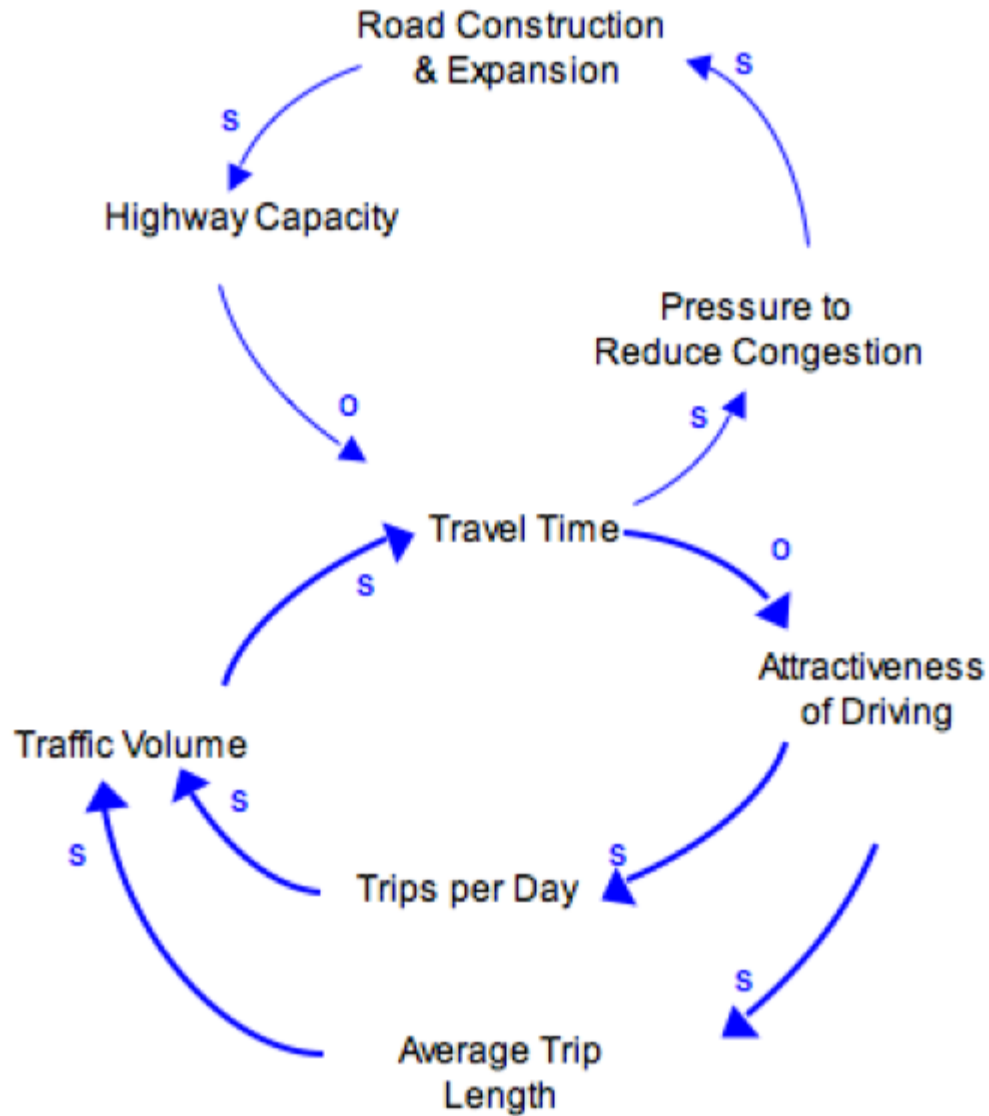 Road Construction
& Expansion
s
s
Highway Capacity
Pressure to
Reduce Congestion
o
s
Travel Time
o
s
Attractiveness
of Driving
Traffic Volume
s
s
s
Trips per Day
s
Average Trip
Length